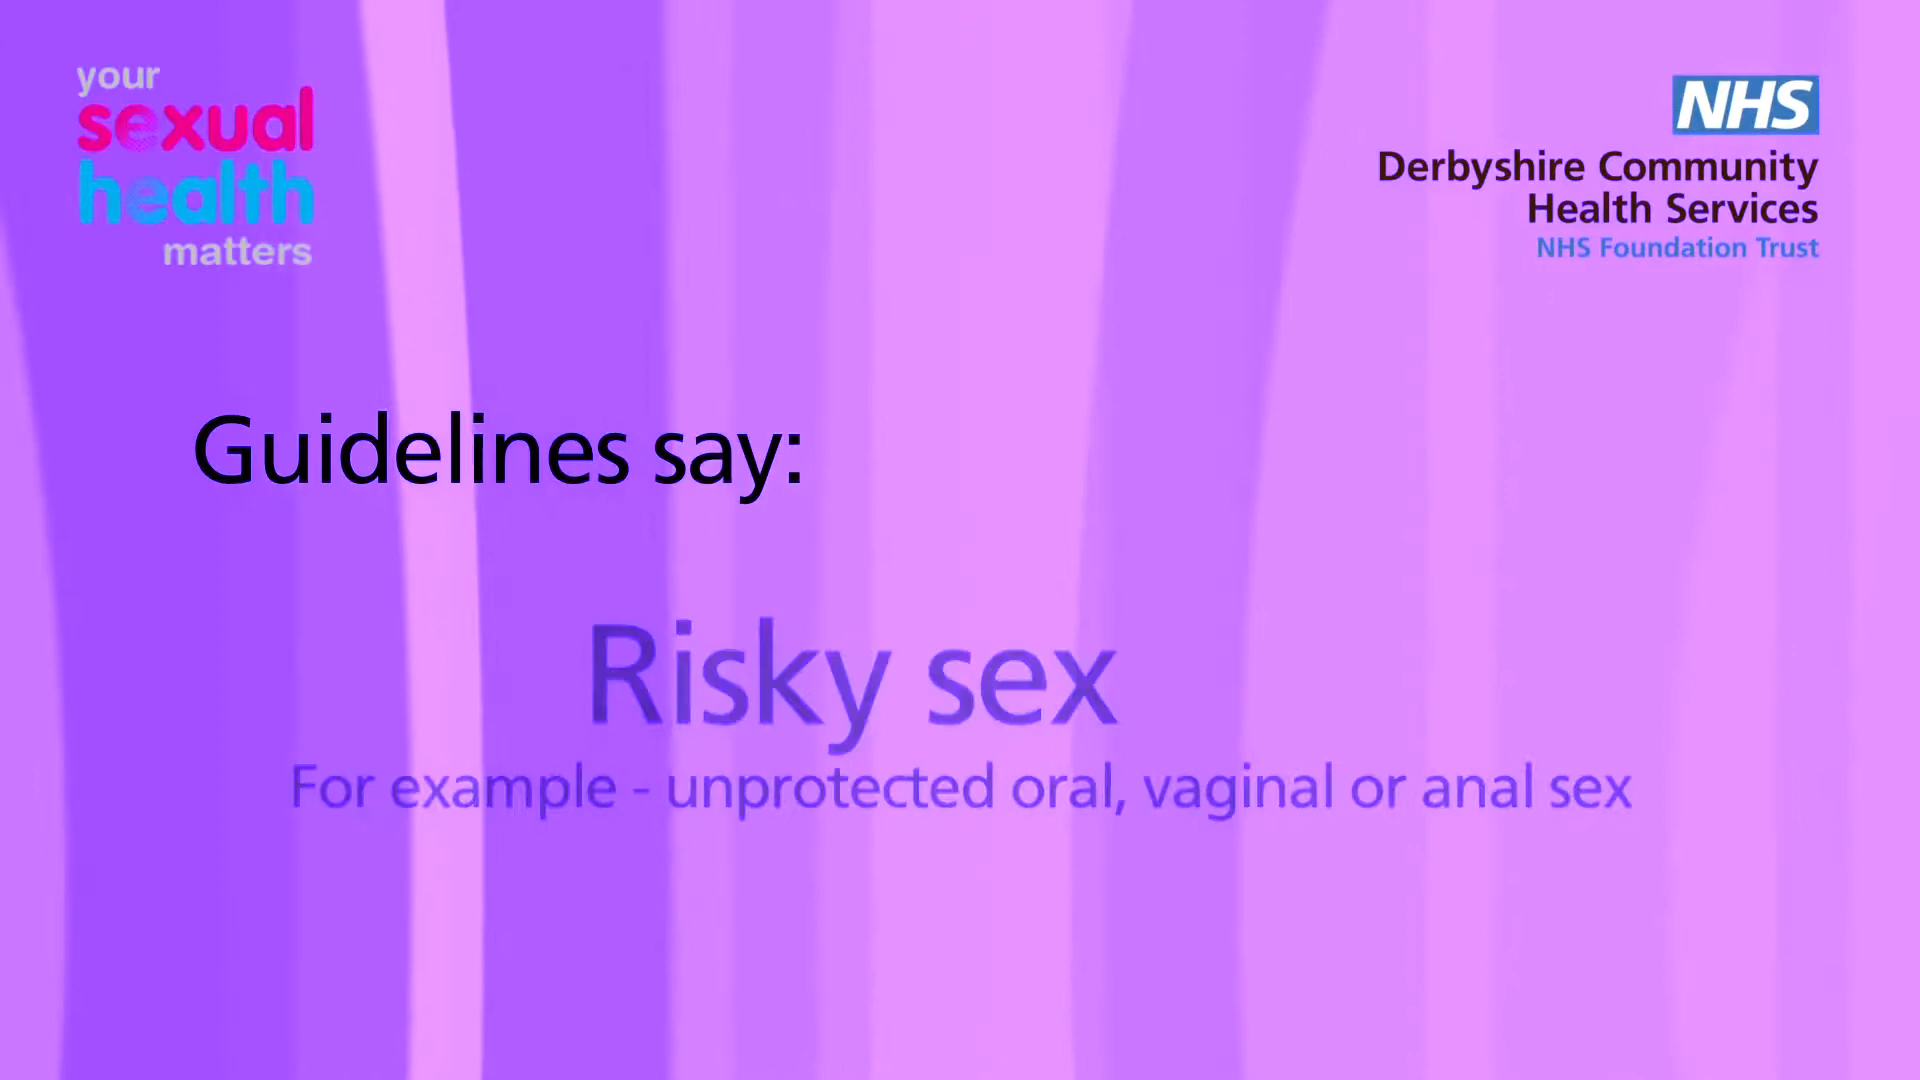 your
sexual
health
matters
NHS
Derbyshire Community
Health Services
NHS Foundation Trust
Guidelines say:
Risky sex
For example - unprotected oral, vaginal or anal sex